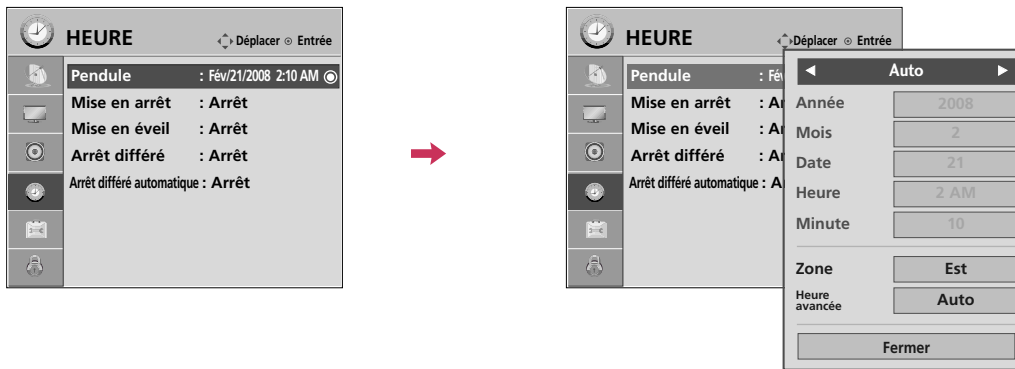 HEURE
Déplacer Entrée
Pendule : Fév/21/2008 2:10 AM
Mise en arrêt : Arrêt
Mise en éveil : Arrêt
Arrêt différé : Arrêt
Arrêt différé automatique : Arrêt
HEURE
Déplacer Entrée
Pendule : Fév
Mise en arrêt : Ar
Mise en éveil : Ar
Arrêt différé : Ar
Arrêt différé automatique : Ar
Auto
Année 2008
Mois 2
Date 21
Heure 2 AM
Minute 10
Zone Est
Heure
avancée Auto
Fermer